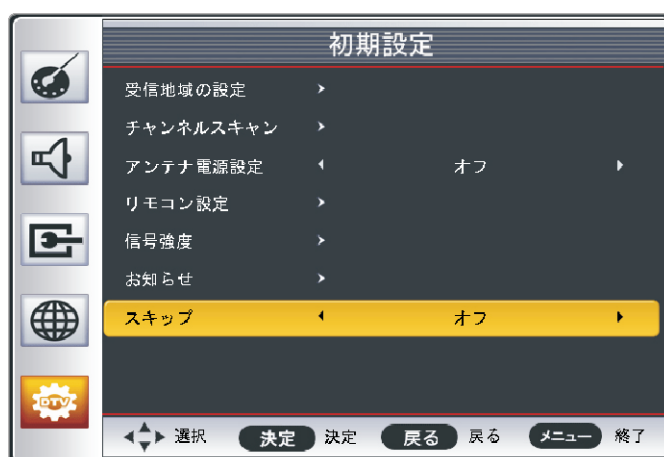 初期設定
受信地域の設定
チャンネルスキャン
アンテナ電源設定 オフ
リモコン設定
信号強度
お知らせ
スキップ オフ
DTV
選択 決定 決定 戻る 戻る メニュー 終了